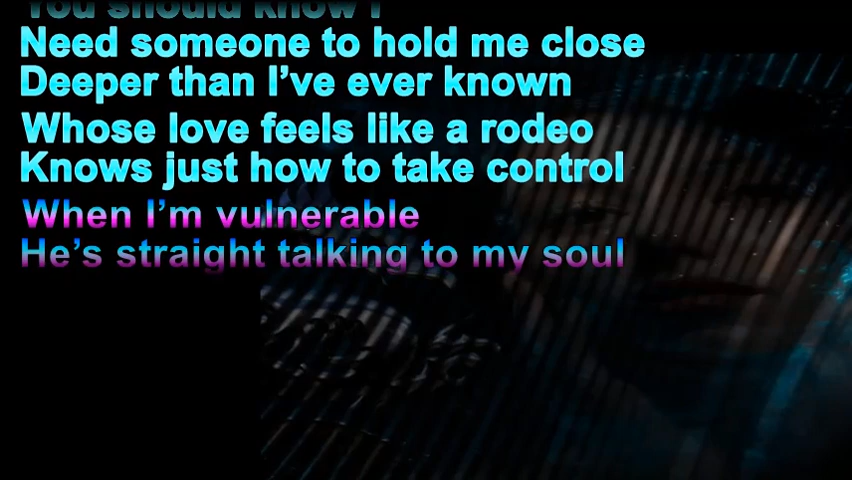 You should know I
Need someone to hold me close
Deeper than I’ve ever known
Whose love feels like a rodeo
Knows just how to take control
When I’m vulnerable
He’s straight talking to my soul